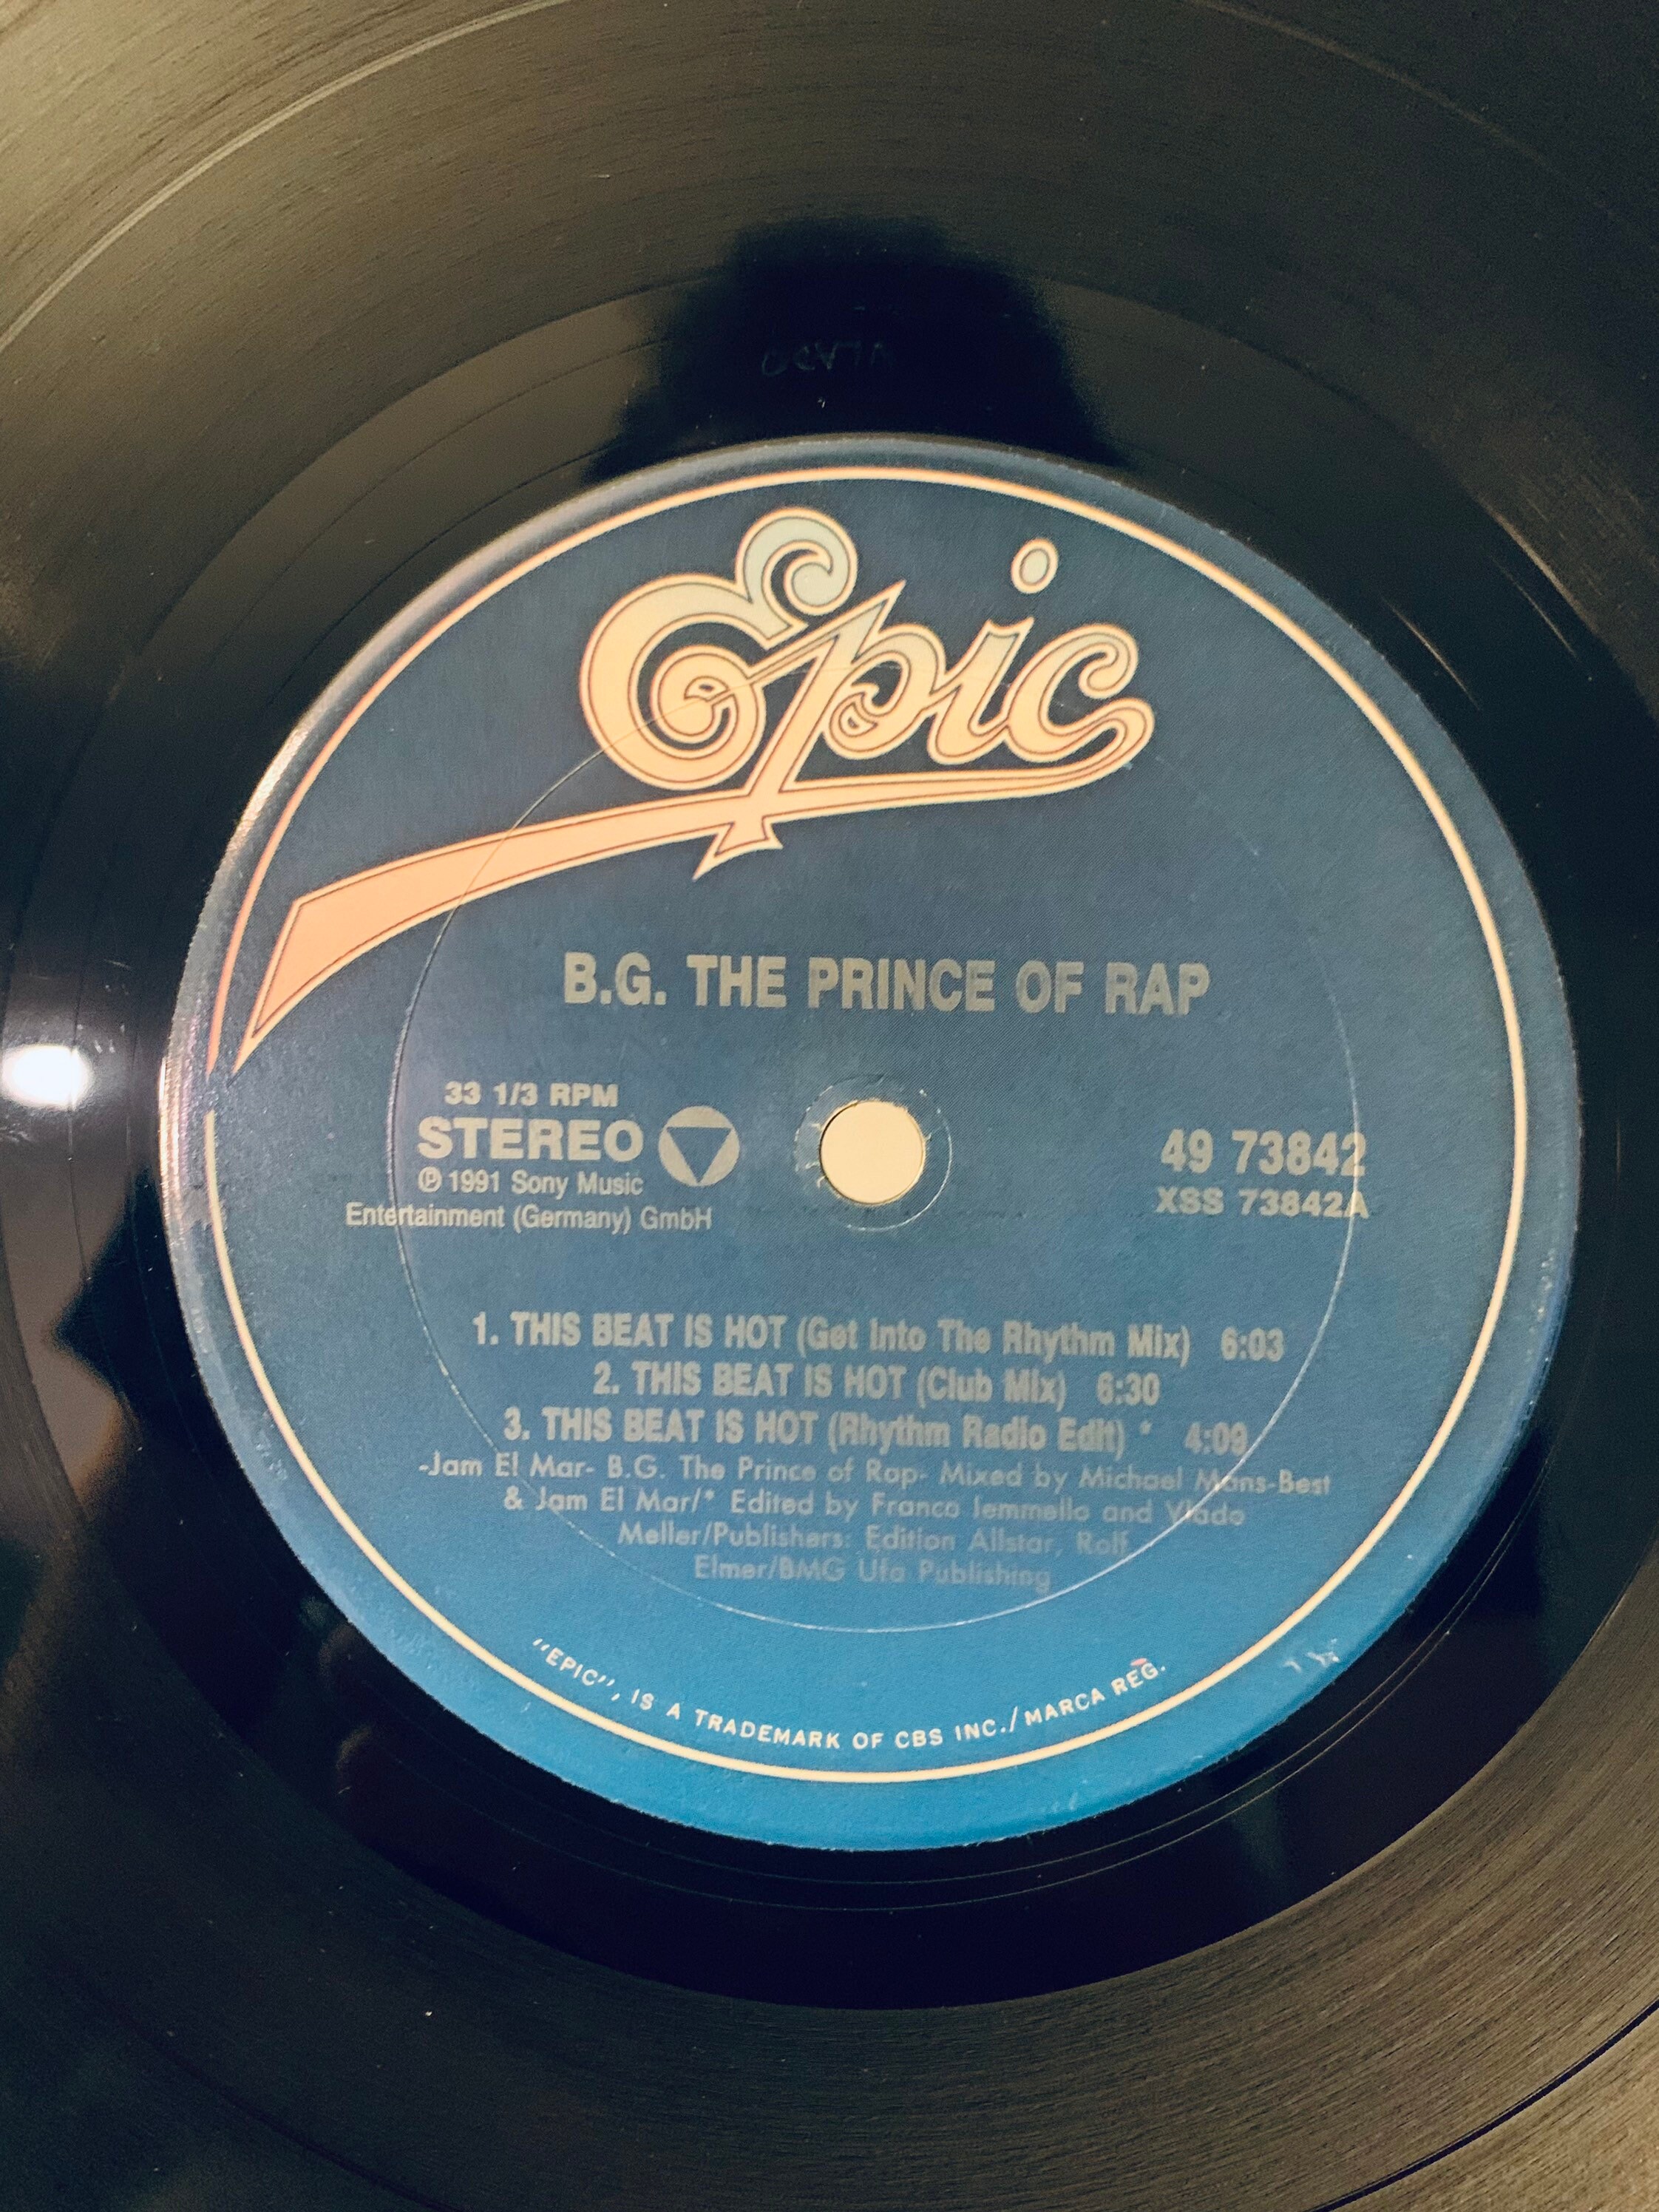 Epic
B.G. THE PRINCE OF RAP
33 1/3 RPM
STEREO
℗ 1991 Sony Music
Entertainment (Germany) GmbH
49 73842
XSS 73842A
1. THIS BEAT IS HOT (Get Into The Rhythm Mix) 6:03
2. THIS BEAT IS HOT (Club Mix) 6:30
3. THIS BEAT IS HOT (Rhythm Radio Edit) * 4:09
-Jam El Mar- B.G. The Prince of Rap- Mixed by Michael Mans-Best
& Jam El Mar/* Edited by Franco Iemmello and Vlado
Meller/Publishers: Edition Allstar, Rolf
Elmer/BMG Ufa Publishing
"EPIC", IS A TRADEMARK OF CBS INC./MARCA REG.